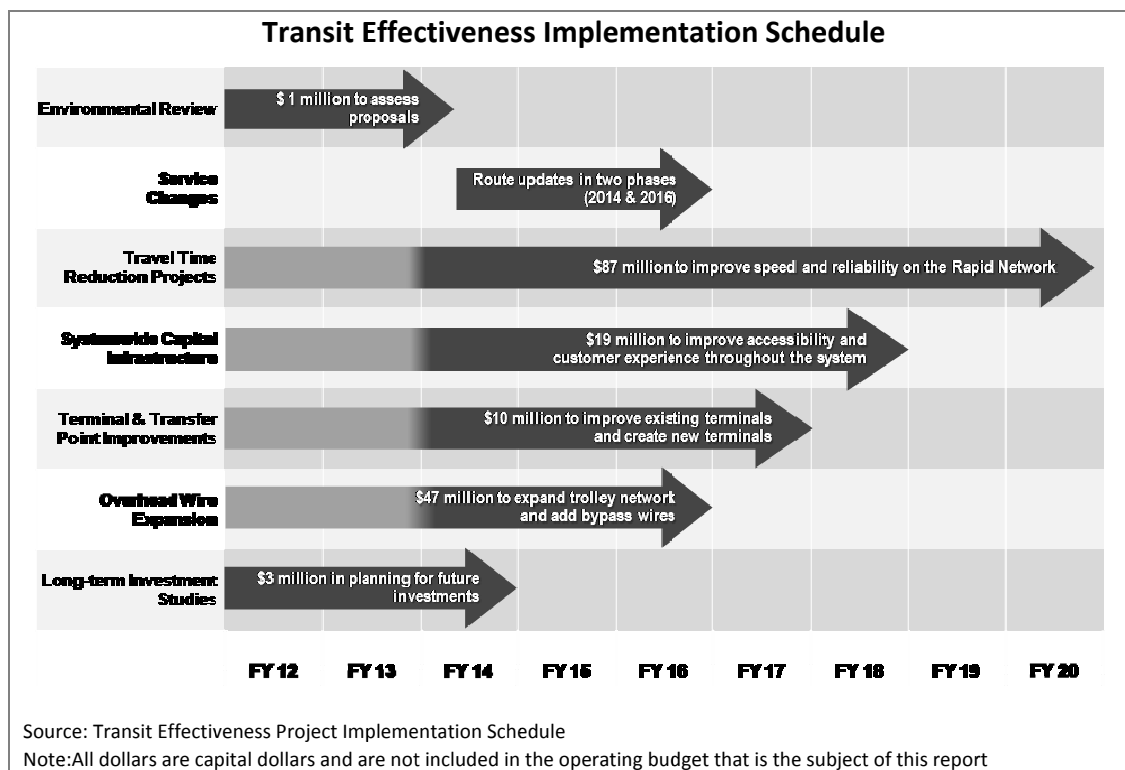 Transit Effectiveness Implementation Schedule
Environmental Review
$ 1 million to assess
proposals
Service
Changes
Route updates in two phases
(2014 & 2016)
Travel Time
Reduction Projects
$87 million to improve speed and reliability on the Rapid Network
Systemwide Capital
Infrastructure
$19 million to improve accessibility and
customer experience throughout the system
Terminal & Transfer
Point Improvements
$10 million to improve existing terminals
and create new terminals
Overhead Wire
Expansion
$47 million to expand trolley network
and add bypass wires
Long-term Investment
Studies
$3 million in planning for future
investments
FY 12 FY 13 FY 14 FY 15 FY 16 FY 17 FY 18 FY 19 FY 20
Source: Transit Effectiveness Project Implementation Schedule
Note:All dollars are capital dollars and are not included in the operating budget that is the subject of this report